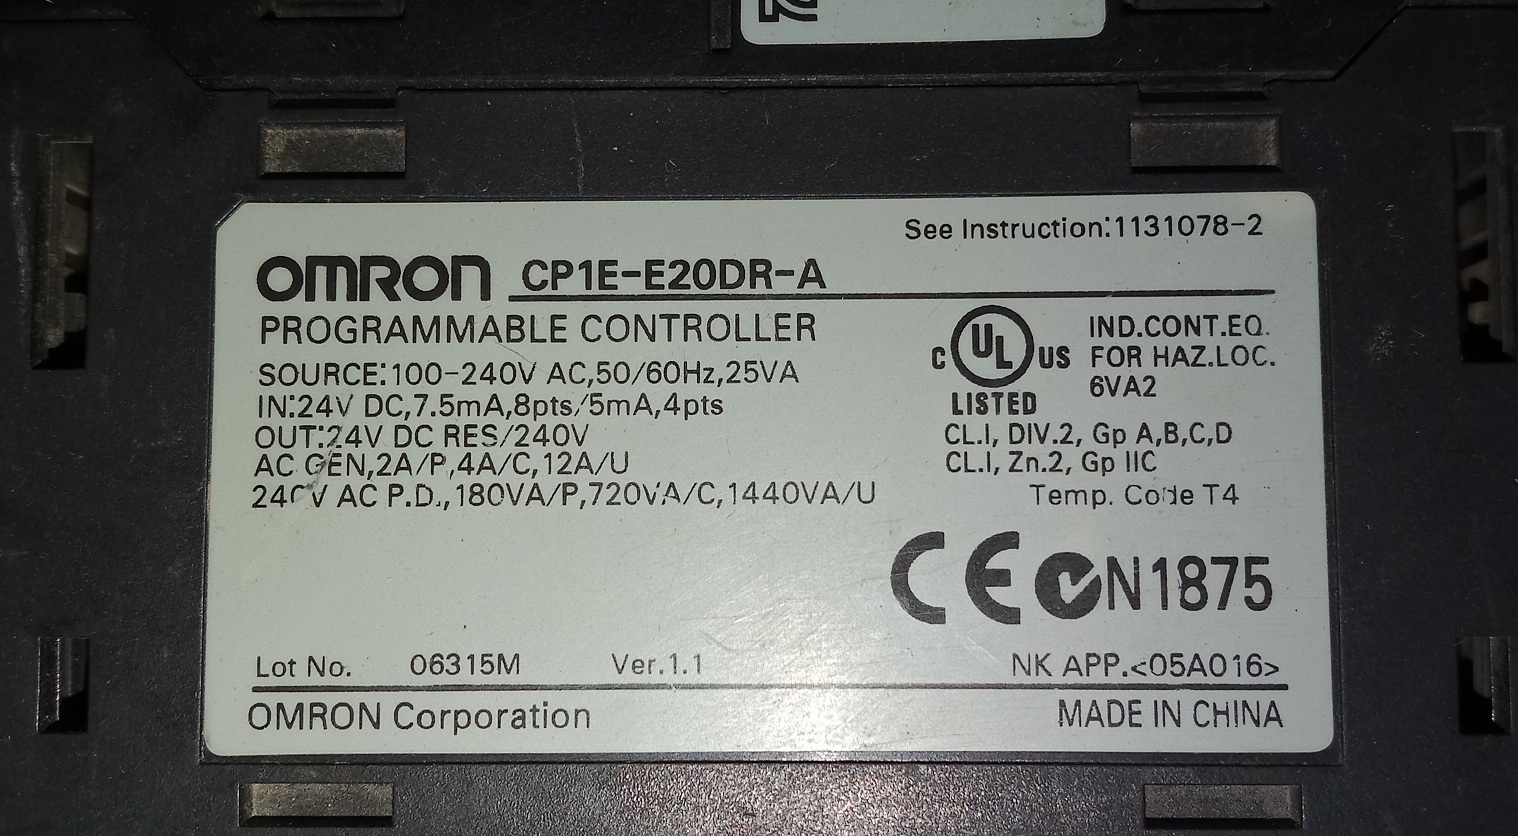 See Instruction:1131078-2
OMRON CP1E-E20DR-A
PROGRAMMABLE CONTROLLER
SOURCE:100-240V AC,50/60Hz,25VA
IN:24V DC,7.5mA,8pts/5mA,4pts
OUT:24V DC RES/240V
AC GEN,2A/P,4A/C,12A/U
240V AC P.D.,180VA/P,720VA/C,1440VA/U
C UL US
LISTED
IND.CONT.EQ.
FOR HAZ.LOC.
6VA2
CL.I, DIV.2, Gp A,B,C,D
CL.I, Zn.2, Gp IIC
Temp. Code T4
CE N1875
Lot No. 06315M Ver.1.1
NK APP.<05A016>
OMRON Corporation
MADE IN CHINA